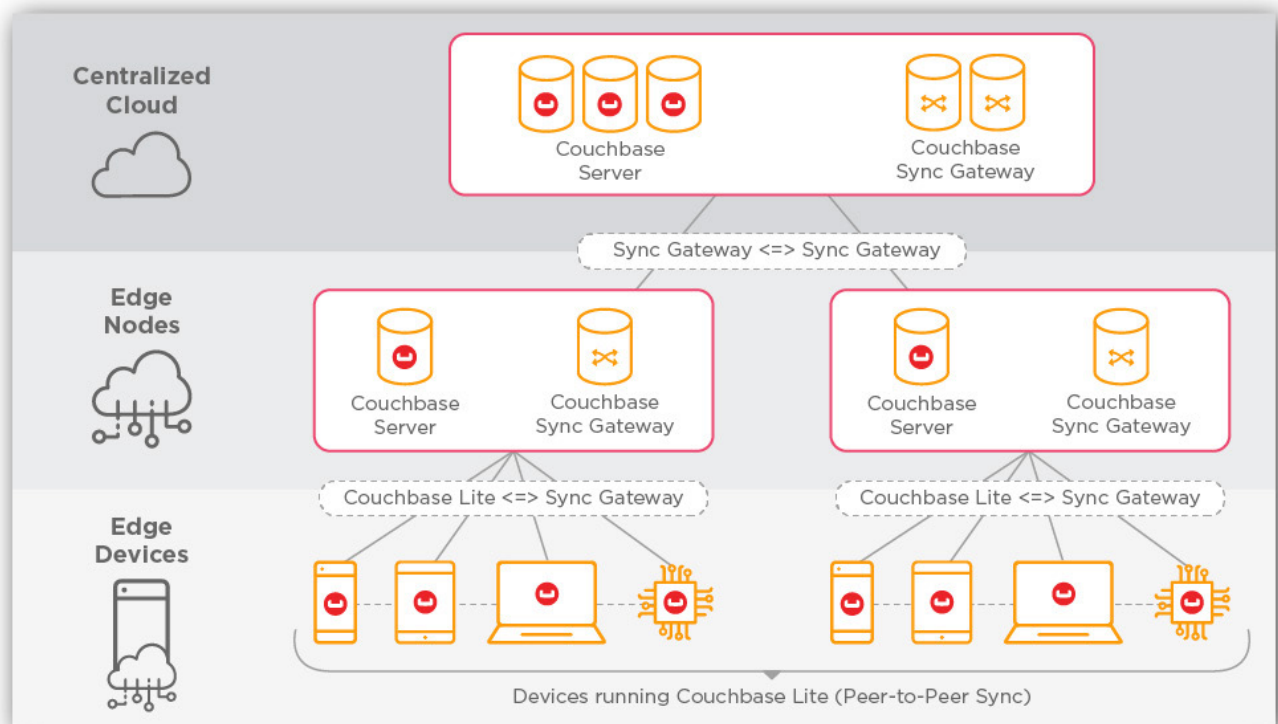 Centralized
Cloud
Couchbase
Server
Couchbase
Sync Gateway
Sync Gateway <=> Sync Gateway
Edge
Nodes
Couchbase
Server
Couchbase
Sync Gateway
Couchbase
Server
Couchbase
Sync Gateway
Couchbase Lite <=> Sync Gateway
Couchbase Lite <=> Sync Gateway
Edge
Devices
Devices running Couchbase Lite (Peer-to-Peer Sync)